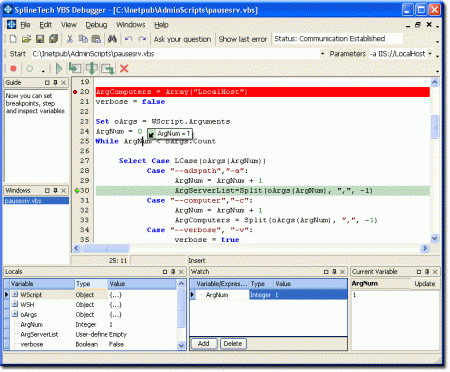 SplineTech VBS Debugger - [C:\Inetpub\AdminScripts\pausesrv.vbs]
File Edit View Debug Windows Help
Ask your question Show last error Status: Communication Established
Start C:\Inetpub\AdminScripts\pausesrv.vbs Parameters -a IIS://LocalHost
Guide
Now you can set breakpoints, step and inspect variables
Windows
pausesrv.vbs
19
20 ArgComputers = Array("LocalHost")
21 verbose = false
22
23 Set oArgs = WScript.Arguments
24 ArgNum = 0 ArgNum = 1
25 While ArgNum < oArgs.Count
26
27 Select Case LCase(oArgs(ArgNum))
28 Case "--adspath","-a":
29 ArgNum = ArgNum + 1
30 ArgServerList=Split(oArgs(ArgNum), ",", -1)
31 Case "--computer","-c":
32 ArgNum = ArgNum + 1
33 ArgComputers = Split(oArgs(ArgNum), ",", -1)
34 Case "--verbose", "-v":
35 verbose = true
25: 11 Insert
Locals
Variable Type Value
WScript Object {...}
WSH Object {...}
oArgs Object {...}
ArgNum Integer 1
ArgServerList User-define Empty
verbose Boolean False
Watch
Variable/Expres... Type Value
ArgNum Integer 1
Add Delete
Current Variable
ArgNum Update
1